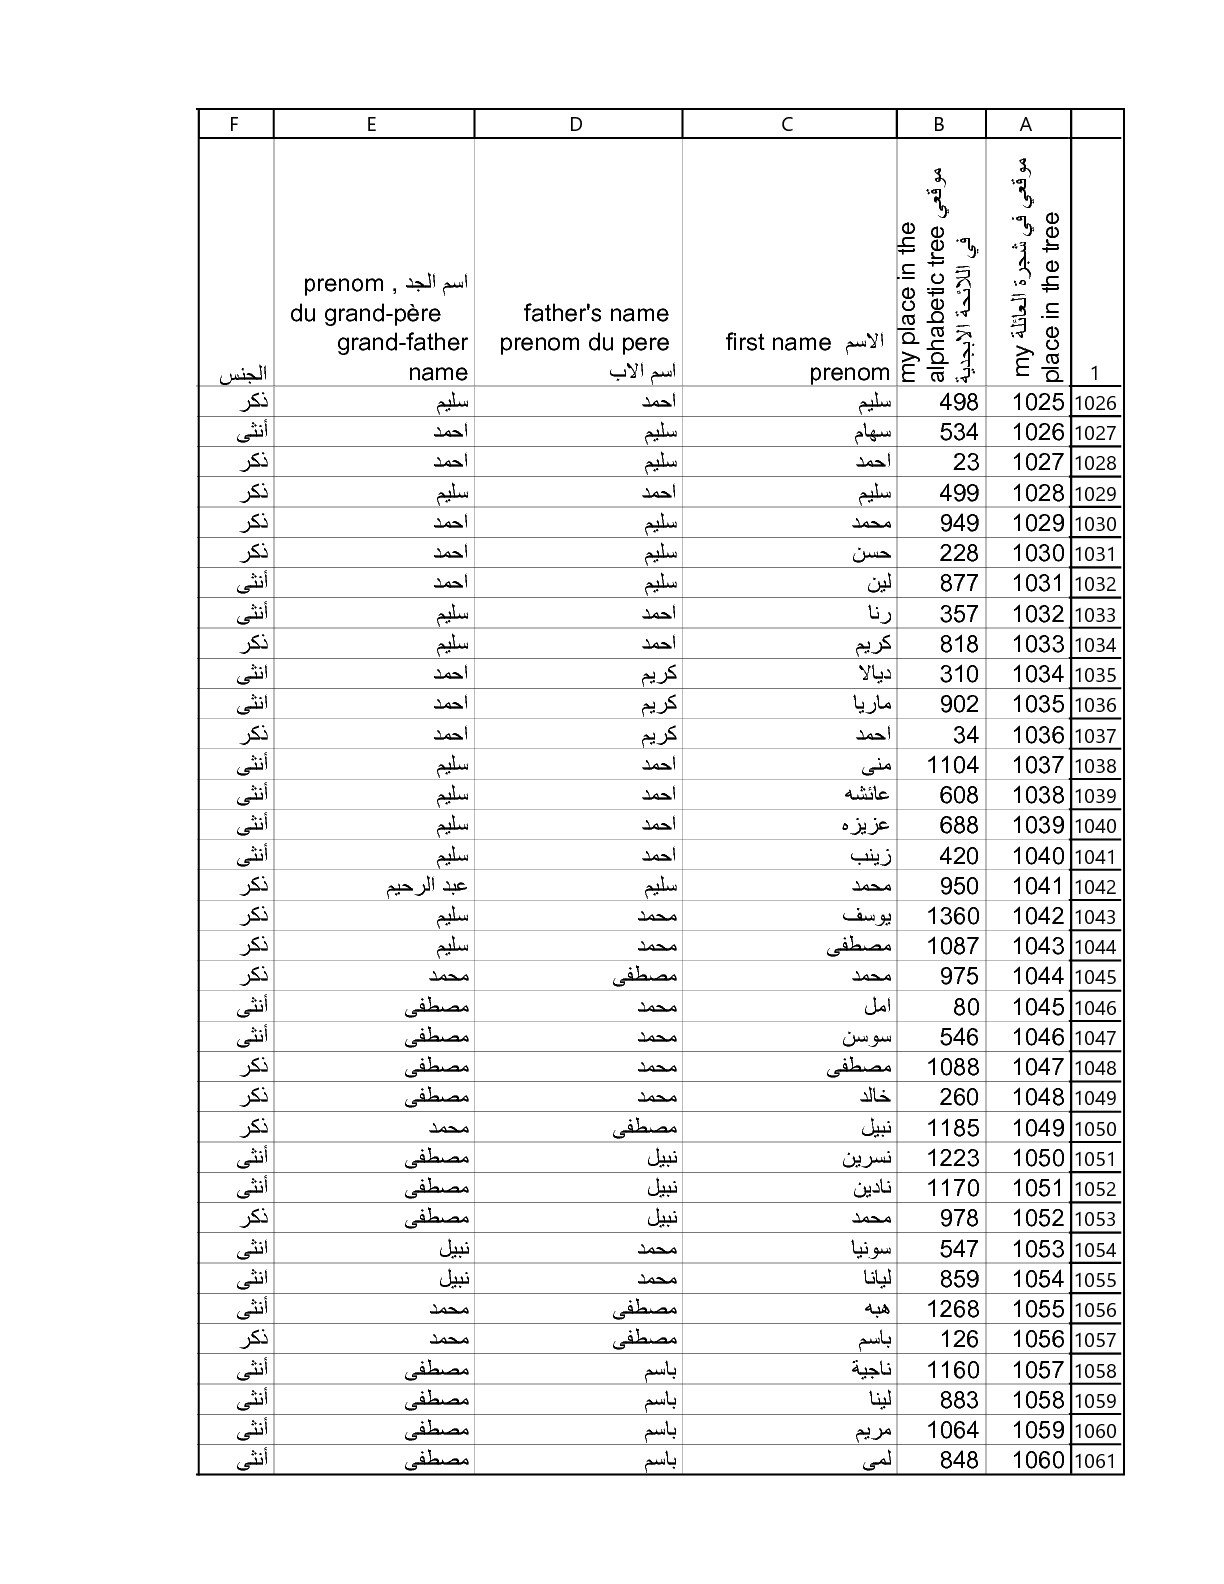 F E D C B A
الجنس
اسم الجد , prenom
du grand-père
grand-father
name
father's name
prenom du pere
اسم الاب
الاسم first name
prenom
my place in the
alphabetic tree موقعي
في اللائحة الابجدية
موقعي في شجرة العائلة my
place in the tree
1
ذكر سليم احمد سليم 498 1025 1026
أنثى احمد سليم سهام 534 1026 1027
ذكر احمد سليم احمد 23 1027 1028
ذكر سليم احمد سليم 499 1028 1029
ذكر احمد سليم محمد 949 1029 1030
ذكر احمد سليم حسن 228 1030 1031
أنثى احمد سليم لين 877 1031 1032
أنثى سليم احمد رنا 357 1032 1033
ذكر سليم احمد كريم 818 1033 1034
انثى احمد كريم ديالا 310 1034 1035
انثى احمد كريم ماريا 902 1035 1036
ذكر احمد كريم احمد 34 1036 1037
أنثى سليم احمد منى 1104 1037 1038
أنثى سليم احمد عائشه 608 1038 1039
أنثى سليم احمد عزيزه 688 1039 1040
أنثى سليم احمد زينب 420 1040 1041
ذكر عبد الرحيم سليم محمد 950 1041 1042
ذكر سليم محمد يوسف 1360 1042 1043
ذكر سليم محمد مصطفى 1087 1043 1044
ذكر محمد مصطفى محمد 975 1044 1045
أنثى مصطفى محمد امل 80 1045 1046
أنثى مصطفى محمد سوسن 546 1046 1047
ذكر مصطفى محمد مصطفى 1088 1047 1048
ذكر مصطفى محمد خالد 260 1048 1049
ذكر محمد مصطفى نبيل 1185 1049 1050
أنثى مصطفى نبيل نسرين 1223 1050 1051
أنثى مصطفى نبيل نادين 1170 1051 1052
ذكر مصطفى نبيل محمد 978 1052 1053
انثى نبيل محمد سونيا 547 1053 1054
انثى نبيل محمد ليانا 859 1054 1055
أنثى محمد مصطفى هبه 1268 1055 1056
ذكر محمد مصطفى باسم 126 1056 1057
أنثى مصطفى باسم ناجية 1160 1057 1058
أنثى مصطفى باسم لينا 883 1058 1059
أنثى مصطفى باسم مريم 1064 1059 1060
أنثى مصطفى باسم لمى 848 1060 1061